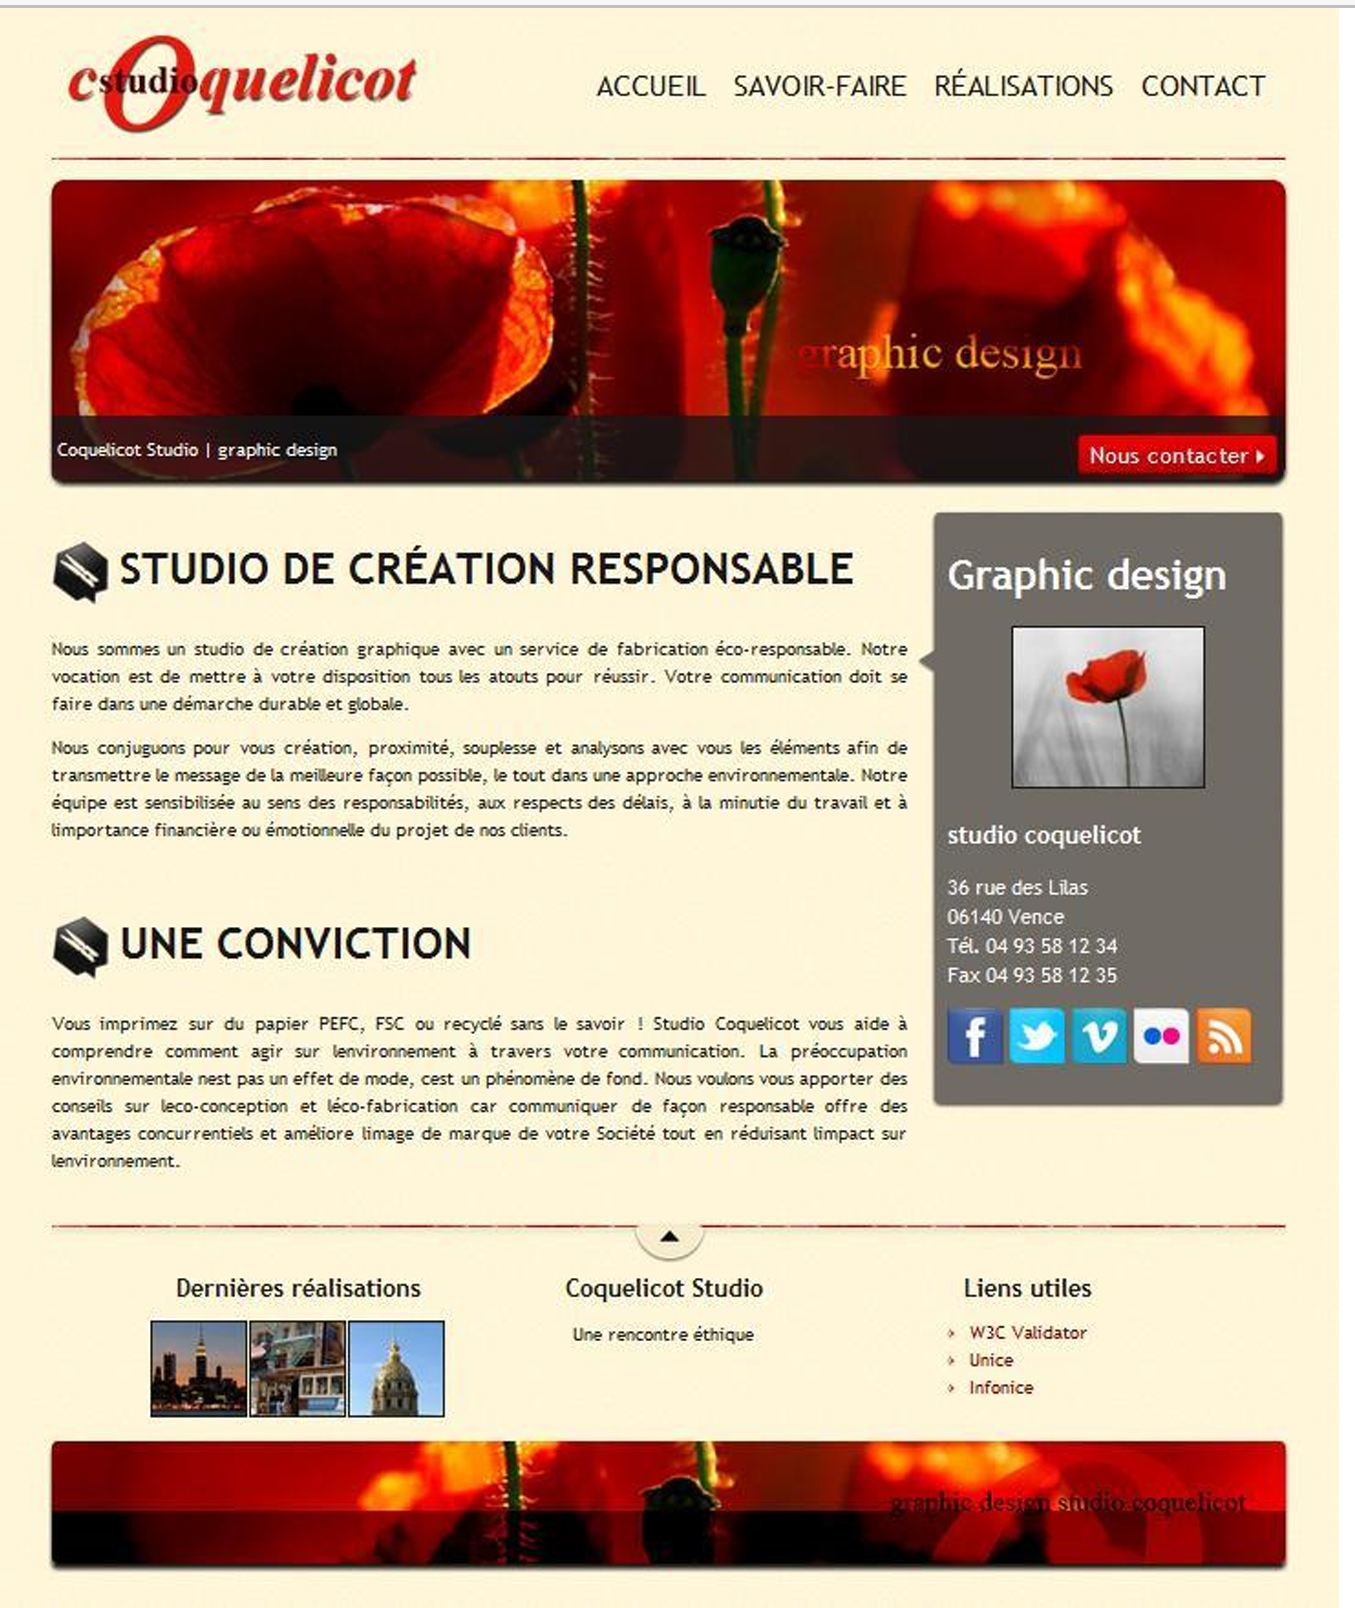 cstudiOquelicot
ACCUEIL SAVOIR-FAIRE RÉALISATIONS CONTACT
graphic design
Coquelicot Studio | graphic design
Nous contacter
STUDIO DE CRÉATION RESPONSABLE
Nous sommes un studio de création graphique avec un service de fabrication éco-responsable. Notre
vocation est de mettre à votre disposition tous les atouts pour réussir. Votre communication doit se
faire dans une démarche durable et globale.
Nous conjuguons pour vous création, proximité, souplesse et analysons avec vous les éléments afin de
transmettre le message de la meilleure façon possible, le tout dans une approche environnementale. Notre
équipe est sensibilisée au sens des responsabilités, aux respects des délais, à la minutie du travail et à
limportance financière ou émotionnelle du projet de nos clients.
UNE CONVICTION
Vous imprimez sur du papier PEFC, FSC ou recyclé sans le savoir ! Studio Coquelicot vous aide à
comprendre comment agir sur lenvironnement à travers votre communication. La préoccupation
environnementale nest pas un effet de mode, cest un phénomène de fond. Nous voulons vous apporter des
conseils sur leco-conception et léco-fabrication car communiquer de façon responsable offre des
avantages concurrentiels et améliore limage de marque de votre Société tout en réduisant limpact sur
lenvironnement.
Graphic design
studio coquelicot
36 rue des Lilas
06140 Vence
Tél. 04 93 58 12 34
Fax 04 93 58 12 35
Dernières réalisations
Coquelicot Studio
Une rencontre éthique
Liens utiles
W3C Validator
Unice
Infonice
graphic design studio coquelicot